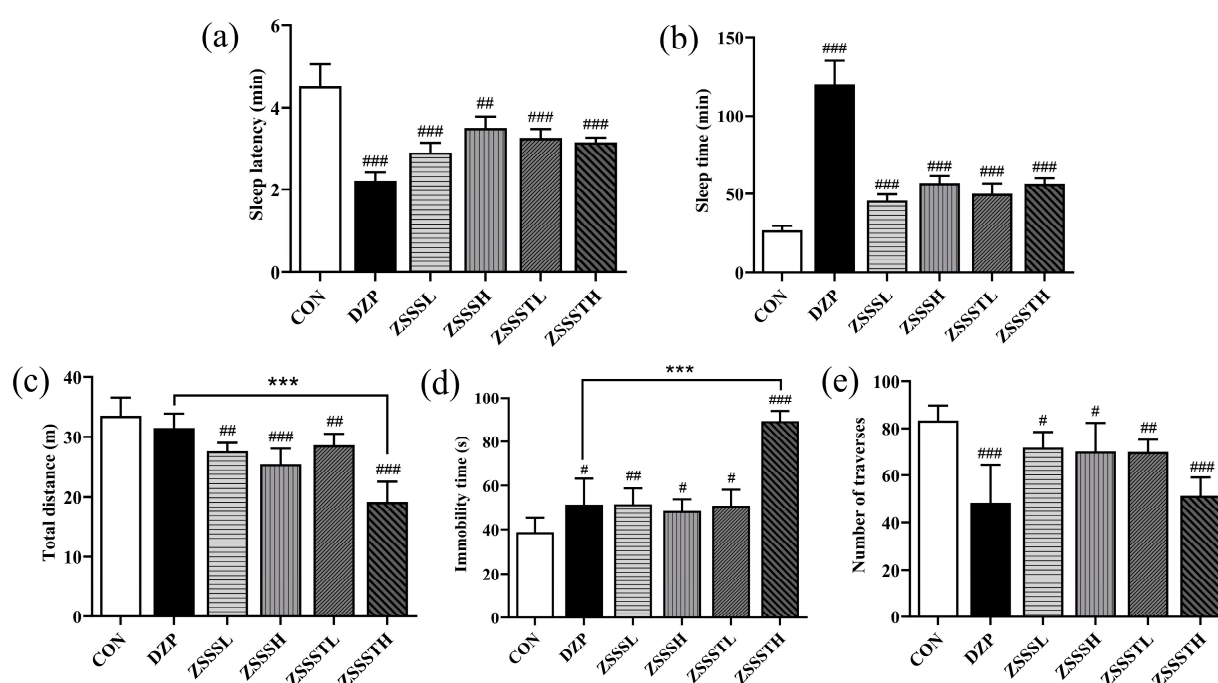 (a)
Sleep latency (min)
6
4
2
0
###
###
##
###
###
CON
DZP
ZSSSL
ZSSSH
ZSSSTL
ZSSSTH
(b)
Sleep time (min)
150
100
50
0
###
###
###
###
###
CON
DZP
ZSSSL
ZSSSH
ZSSSTL
ZSSSTH
(c)
Total distance (m)
40
30
20
10
0
***
##
###
##
###
CON
DZP
ZSSSL
ZSSSH
ZSSSTL
ZSSSTH
(d)
Immobility time (s)
100
80
60
40
20
0
***
#
##
#
#
###
CON
DZP
ZSSSL
ZSSSH
ZSSSTL
ZSSSTH
(e)
Number of traverses
100
80
60
40
20
0
###
#
#
##
###
CON
DZP
ZSSSL
ZSSSH
ZSSSTL
ZSSSTH